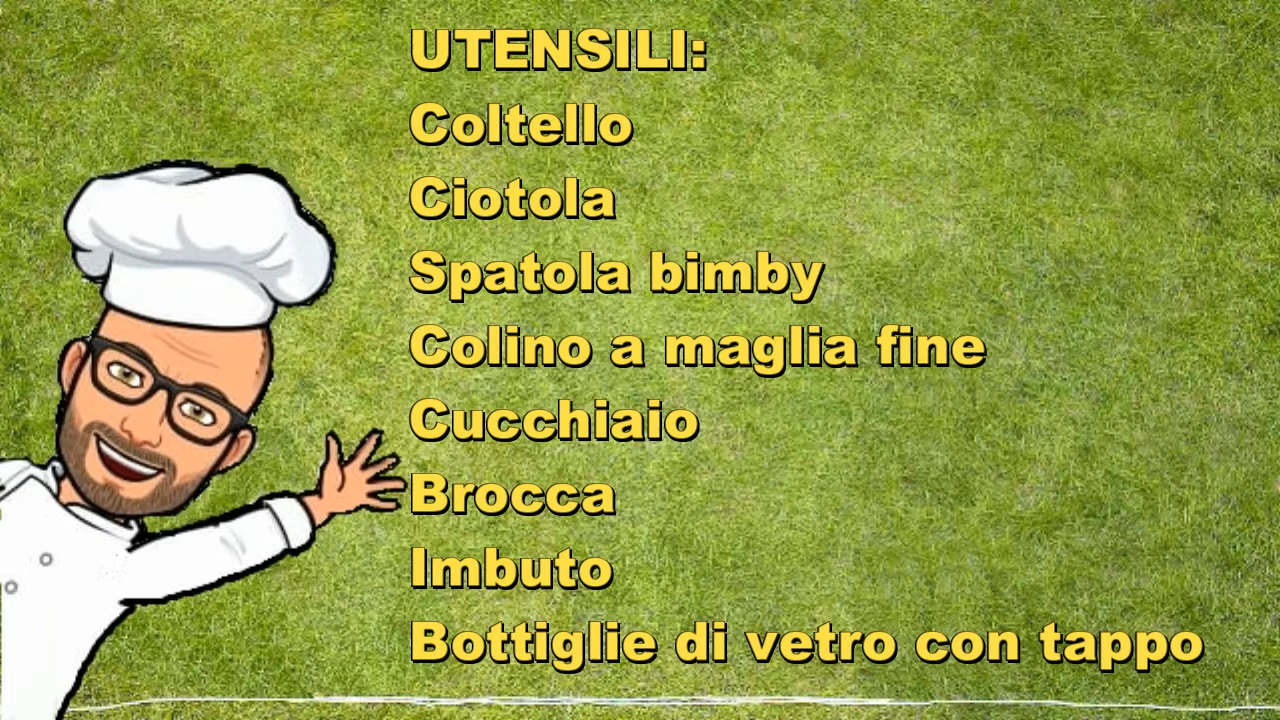 UTENSILI:
Coltello
Ciotola
Spatola bimby
Colino a maglia fine
Cucchiaio
Brocca
Imbuto
Bottiglie di vetro con tappo